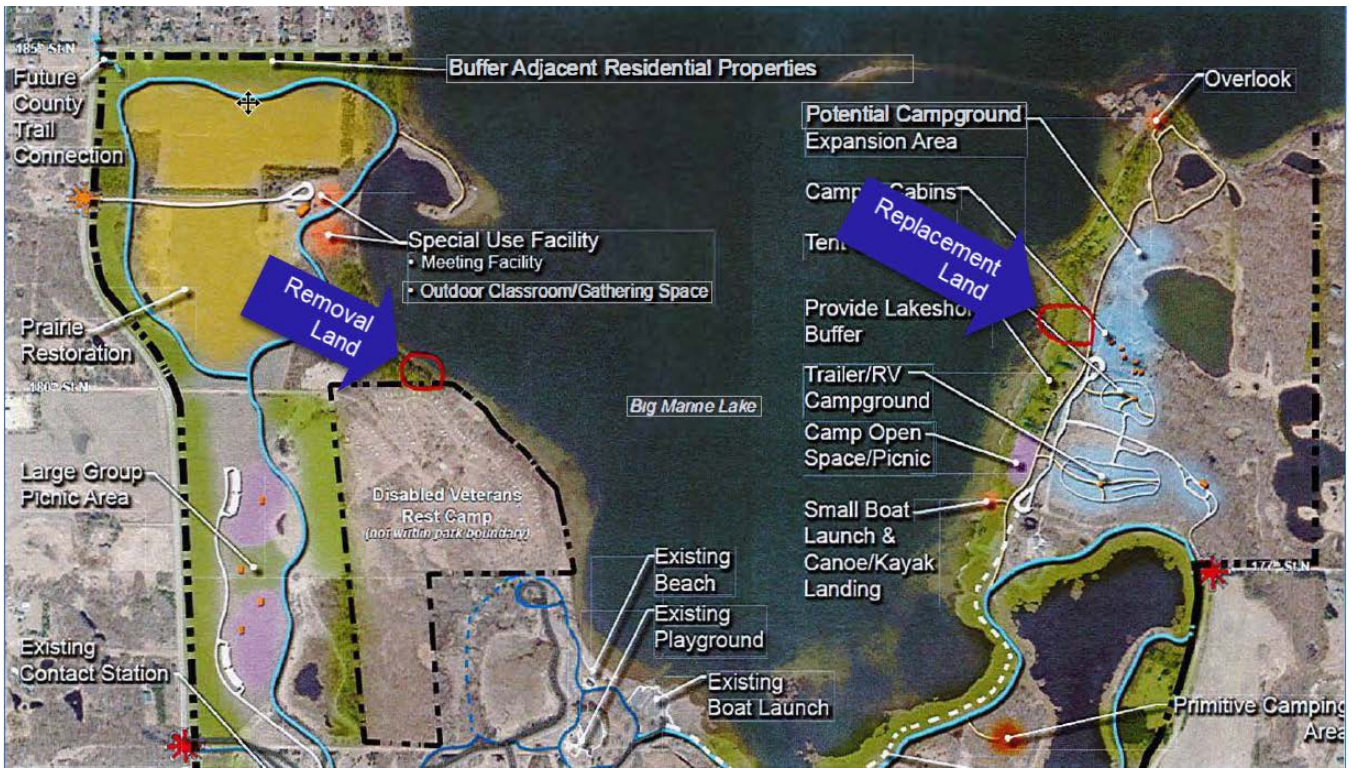 185th St N
Future
County
Trail
Connection
Buffer Adjacent Residential Properties
Overlook
Potential Campground
Expansion Area
Cabins
Replacement
Land
Special Use Facility
• Meeting Facility
• Outdoor Classroom/Gathering Space
Removal
Land
Provide
Buffer
Prairie
Restoration
180th St N
Trailer/RV
Campground
Big Marine Lake
Camp Open
Space/Picnic
Large Group
Picnic Area
Disabled Veterans
Rest Camp
(not within park boundary)
Small Boat
Launch &
Canoe/Kayak
Landing
Existing
Beach
177th St N
Existing
Playground
Existing
Contact Station
Existing
Boat Launch
Primitive Camping
Area